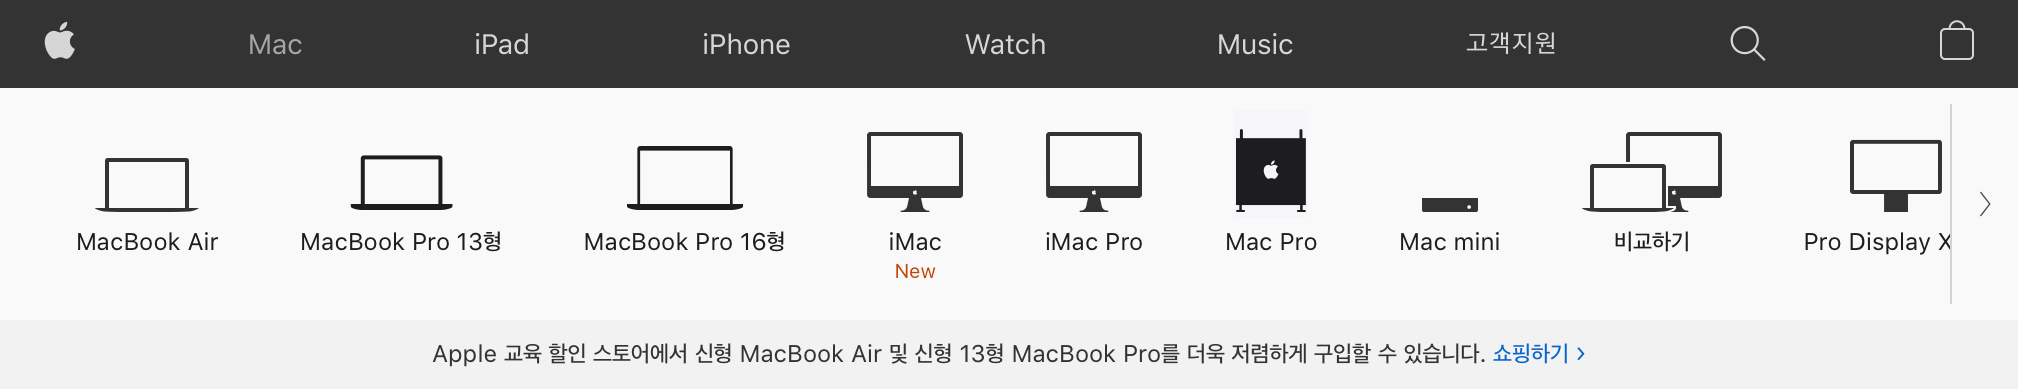 Mac iPad iPhone Watch Music 고객지원
MacBook Air MacBook Pro 13형 MacBook Pro 16형 iMac iMac Pro Mac Pro Mac mini 비교하기 Pro Display X
New
Apple 교육 할인 스토어에서 신형 MacBook Air 및 신형 13형 MacBook Pro를 더욱 저렴하게 구입할 수 있습니다. 쇼핑하기 >